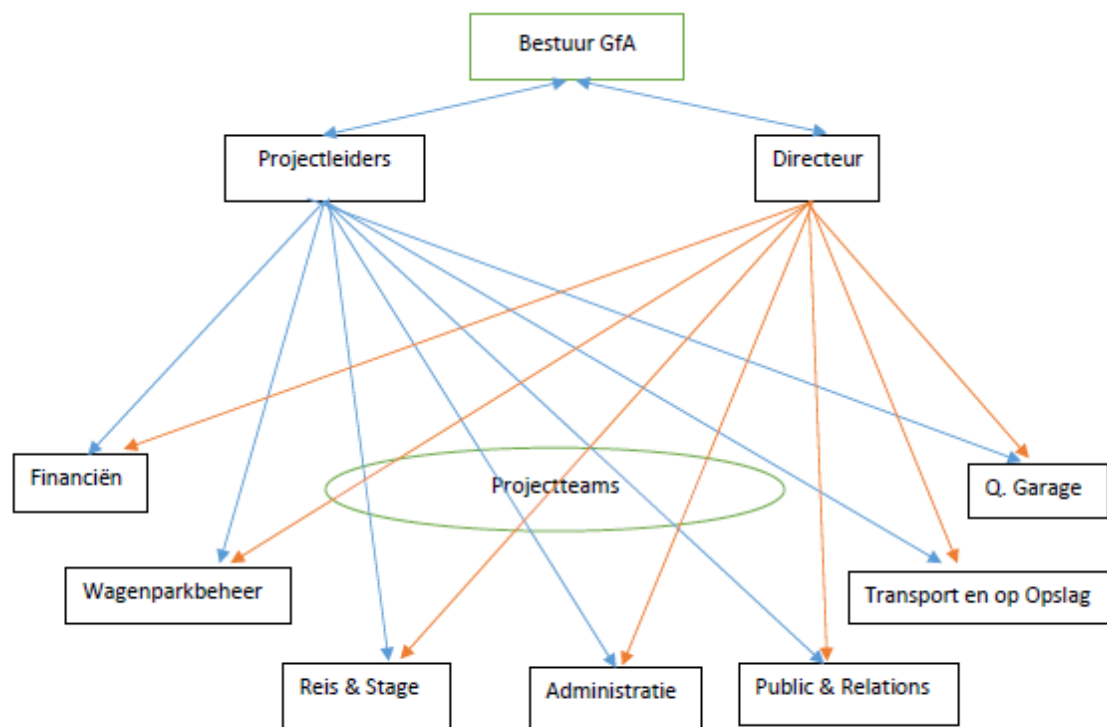 Bestuur GfA
Projectleiders
Directeur
Financiën
Projectteams
Q. Garage
Wagenparkbeheer
Transport en op Opslag
Reis & Stage
Administratie
Public & Relations